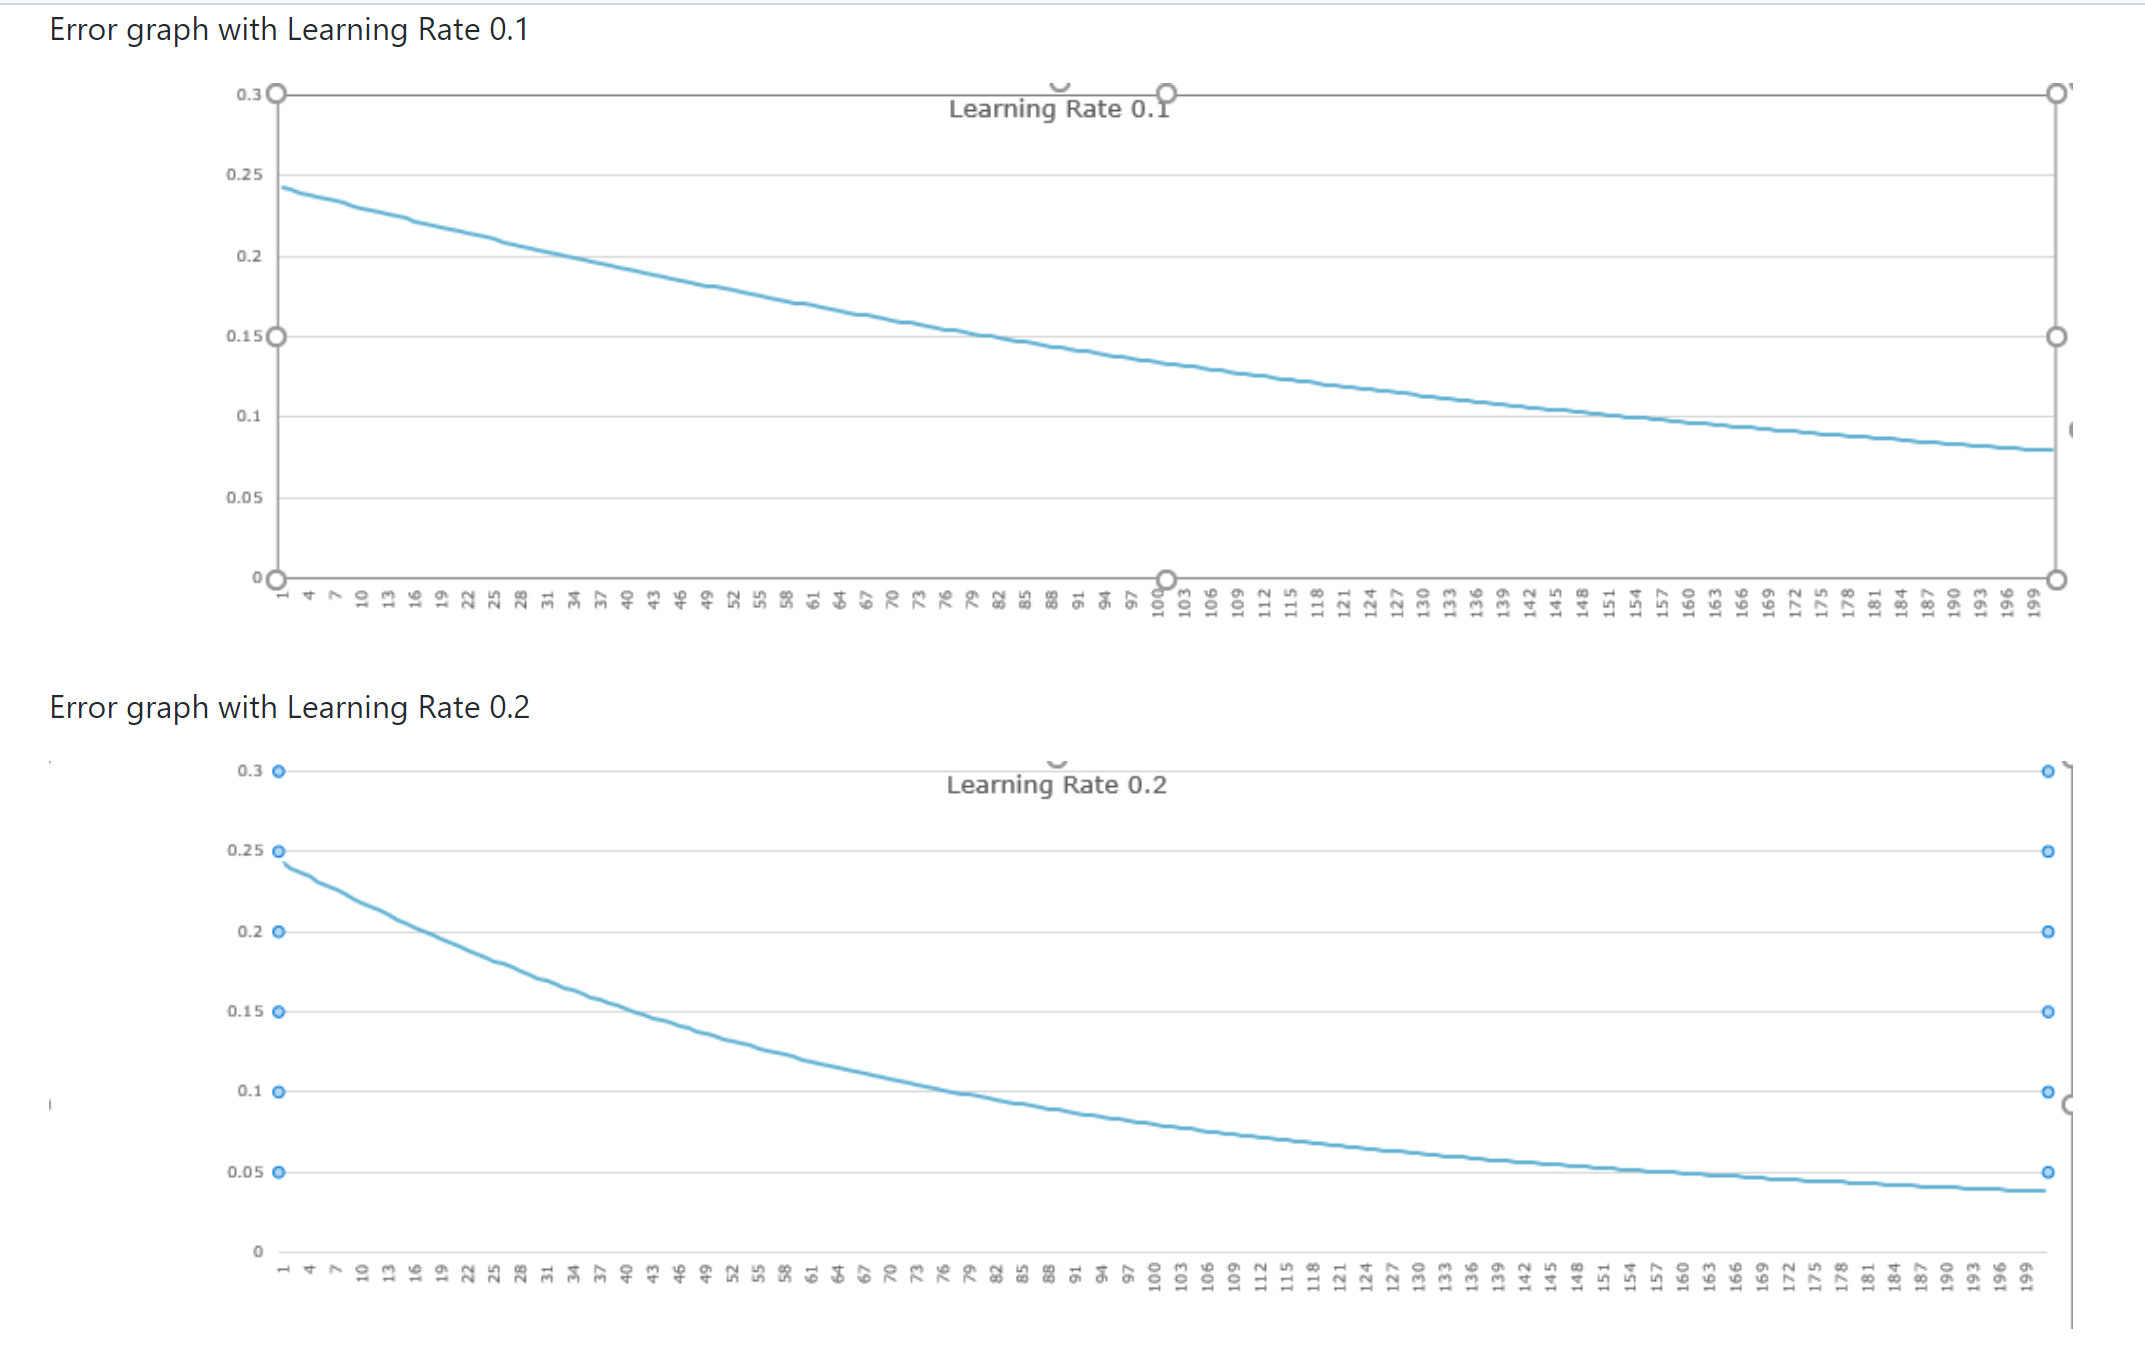 Error graph with Learning Rate 0.1
Learning Rate 0.1
0.3
0.25
0.2
0.15
0.1
0.05
0
1 4 7 10 13 16 19 22 25 28 31 34 37 40 43 46 49 52 55 58 61 64 67 70 73 76 79 82 85 88 91 94 97 100 103 106 109 112 115 118 121 124 127 130 133 136 139 142 145 148 151 154 157 160 163 166 169 172 175 178 181 184 187 190 193 196 199
Error graph with Learning Rate 0.2
Learning Rate 0.2
0.3
0.25
0.2
0.15
0.1
0.05
0
1 4 7 10 13 16 19 22 25 28 31 34 37 40 43 46 49 52 55 58 61 64 67 70 73 76 79 82 85 88 91 94 97 100 103 106 109 112 115 118 121 124 127 130 133 136 139 142 145 148 151 154 157 160 163 166 169 172 175 178 181 184 187 190 193 196 199